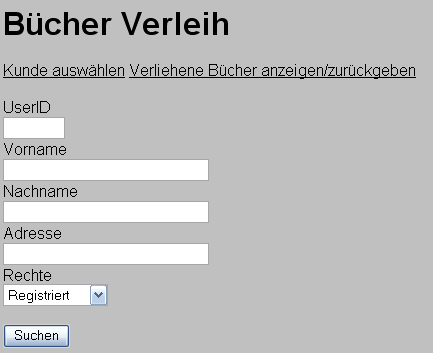 Bücher Verleih
Kunde auswählen Verliehene Bücher anzeigen/zurückgeben
UserID
Vorname
Nachname
Adresse
Rechte
Registriert
Suchen